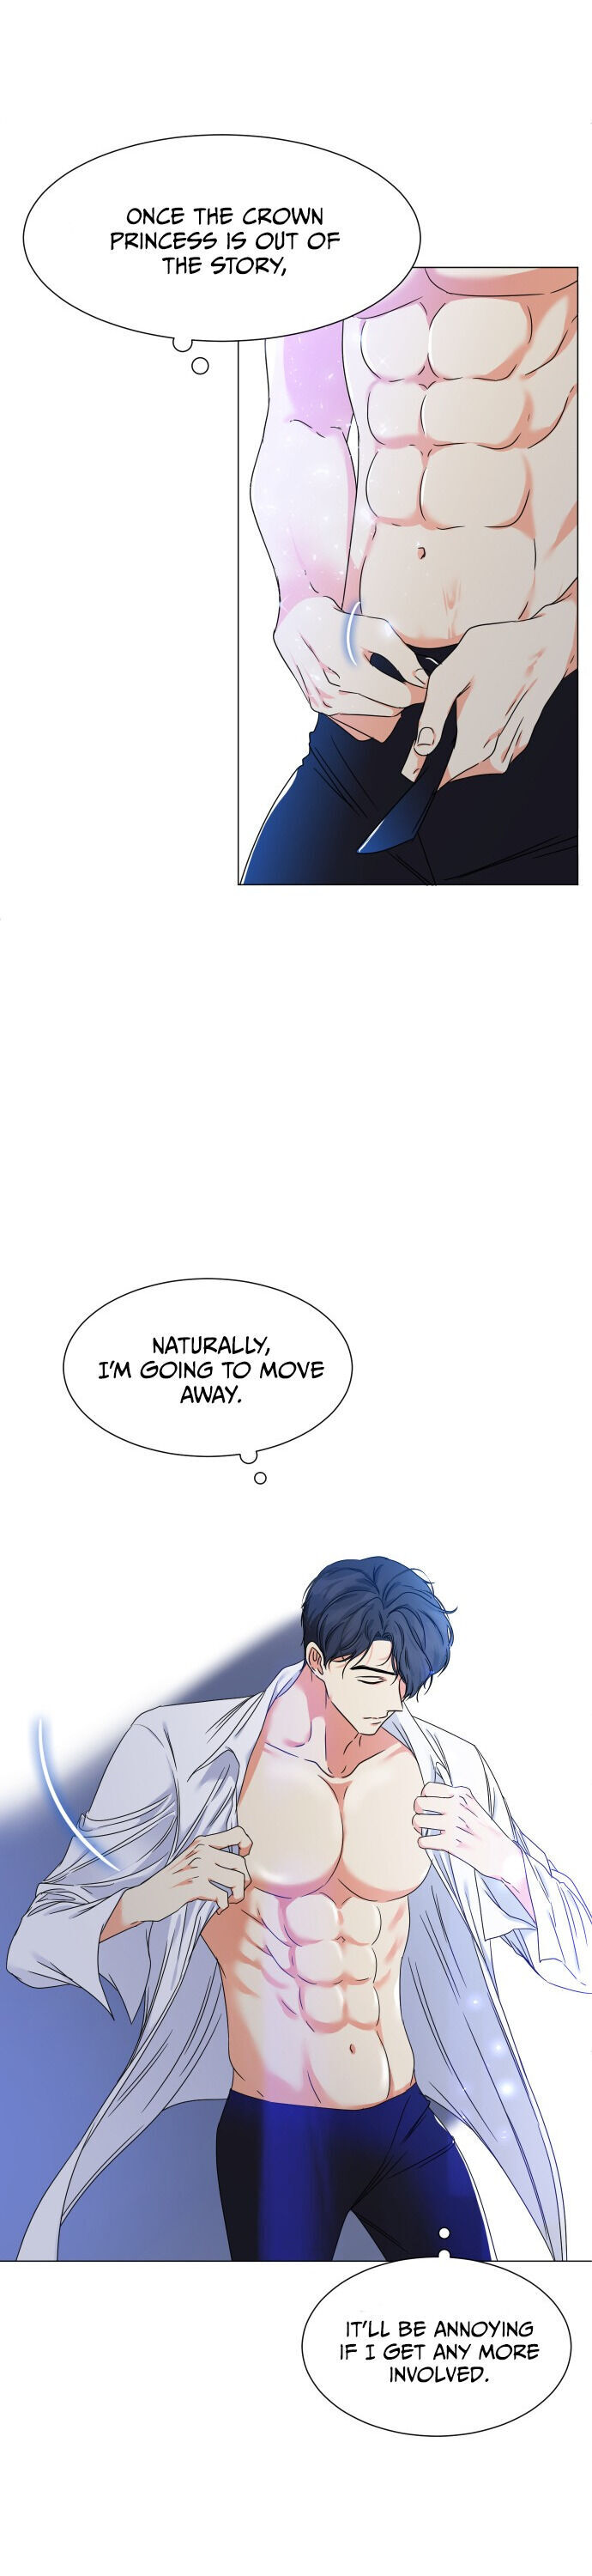 ONCE THE CROWN
PRINCESS IS OUT OF
THE STORY,
NATURALLY,
I'M GOING TO MOVE
AWAY.
IT'LL BE ANNOYING
IF I GET ANY MORE
INVOLVED.